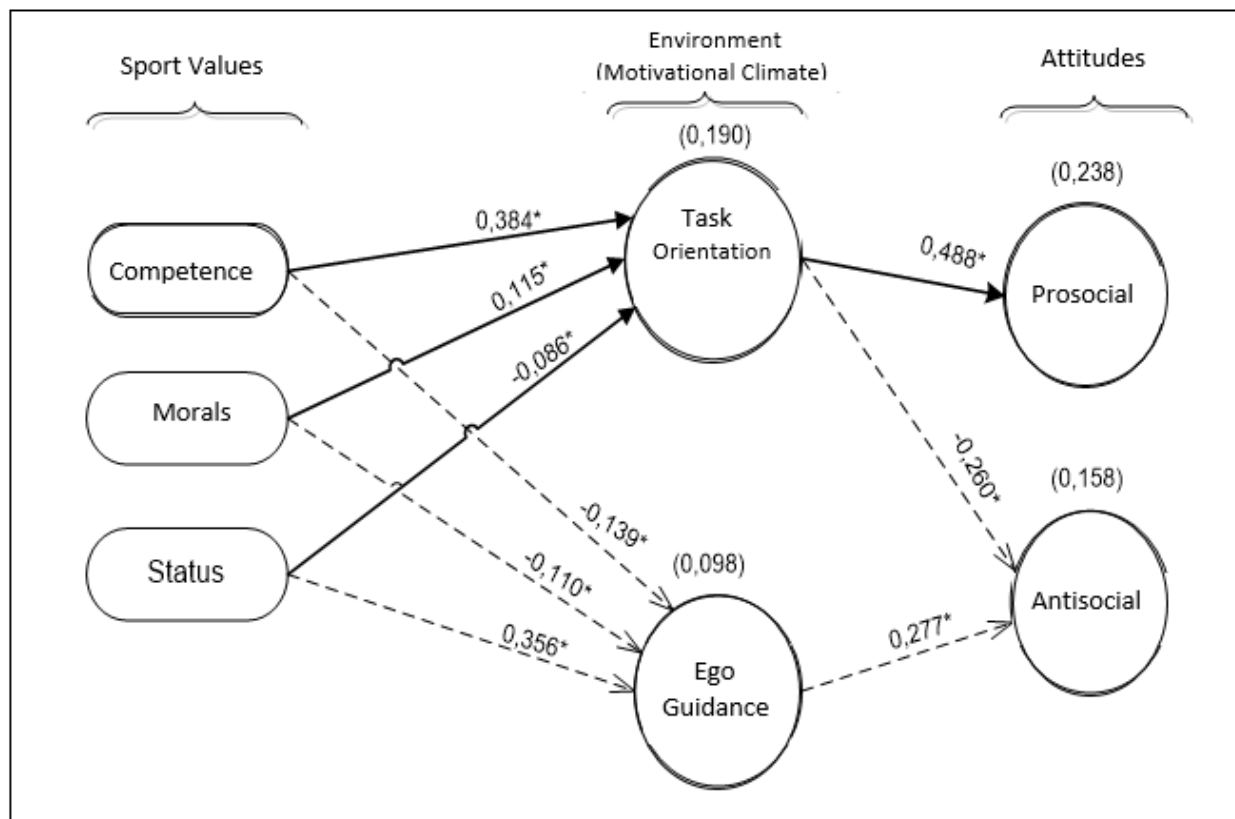 Sport Values
Environment
(Motivational Climate)
Attitudes
(0,190)
(0,238)
0,384*
Task
Orientation
Competence
0,115*
0,488*
Prosocial
-0,086*
Morals
-0,260*
(0,158)
-0,139*
(0,098)
Status
-0,110*
Antisocial
0,356*
0,277*
Ego
Guidance